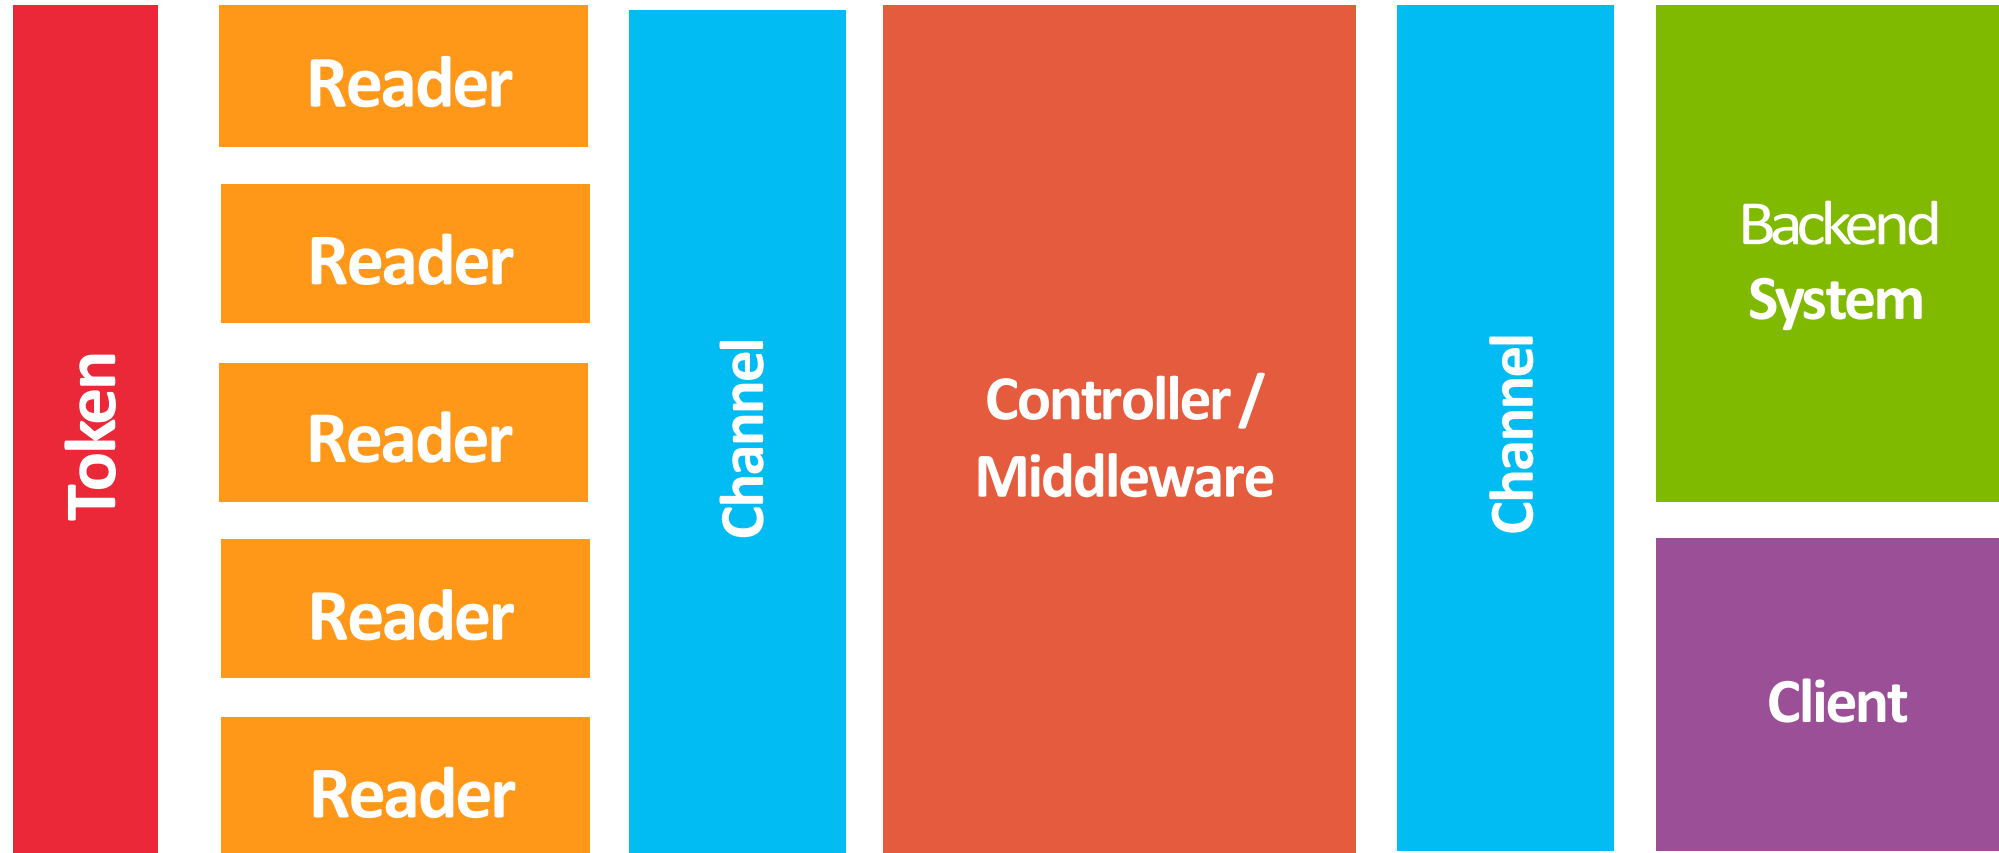 Token
Reader
Reader
Reader
Reader
Reader
Channel
Controller /
Middleware
Channel
Backend
System
Client